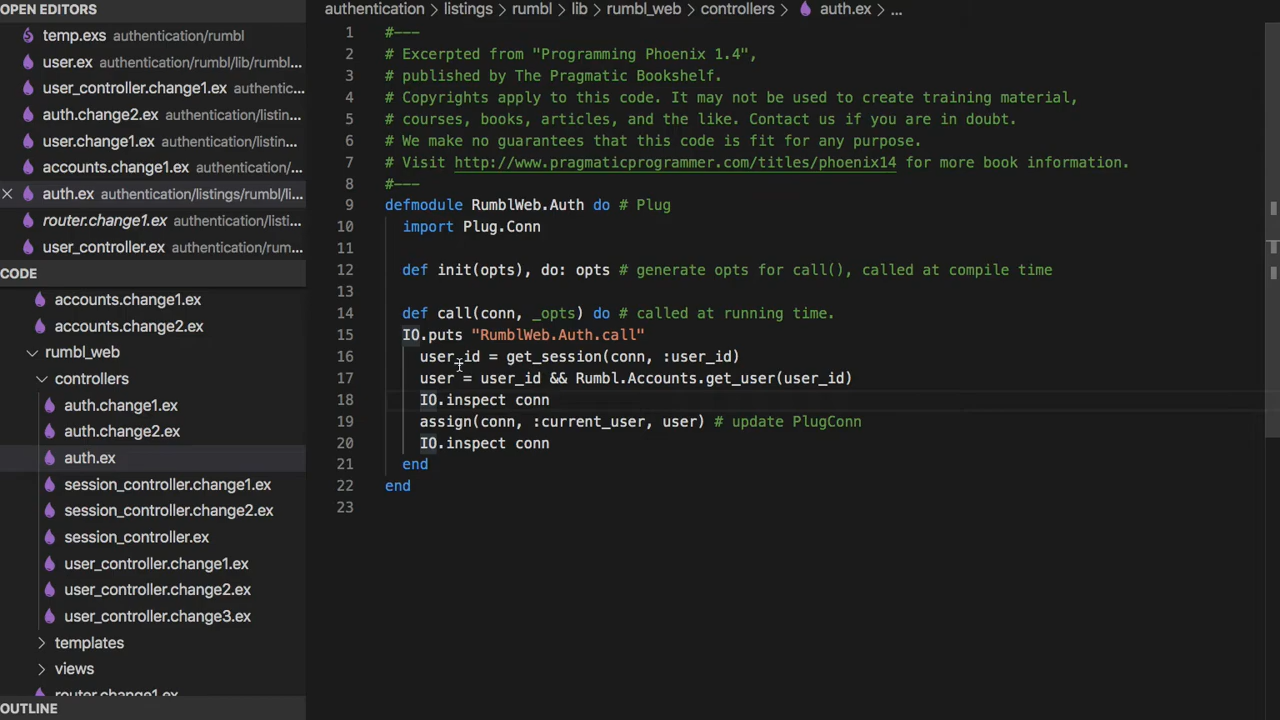 OPEN EDITORS
temp.exs authentication/rumbl
user.ex authentication/rumbl/lib/rumbl...
user_controller.change1.ex authentic...
auth.change2.ex authentication/listin...
user.change1.ex authentication/listin...
accounts.change1.ex authentication/...
auth.ex authentication/listings/rumbl/li...
router.change1.ex authentication/listi...
user_controller.ex authentication/rum...
CODE
accounts.change1.ex
accounts.change2.ex
rumbl_web
controllers
auth.change1.ex
auth.change2.ex
auth.ex
session_controller.change1.ex
session_controller.change2.ex
session_controller.ex
user_controller.change1.ex
user_controller.change2.ex
user_controller.change3.ex
templates
views
router.change1.ex
OUTLINE
authentication > listings > rumbl > lib > rumbl_web > controllers > auth.ex > ...
1 #---
2 # Excerpted from "Programming Phoenix 1.4",
3 # published by The Pragmatic Bookshelf.
4 # Copyrights apply to this code. It may not be used to create training material,
5 # courses, books, articles, and the like. Contact us if you are in doubt.
6 # We make no guarantees that this code is fit for any purpose.
7 # Visit http://www.pragmaticprogrammer.com/titles/phoenix14 for more book information.
8 #---
9 defmodule RumblWeb.Auth do # Plug
10 import Plug.Conn
11
12 def init(opts), do: opts # generate opts for call(), called at compile time
13
14 def call(conn, _opts) do # called at running time.
15 IO.puts "RumblWeb.Auth.call"
16 user_id = get_session(conn, :user_id)
17 user = user_id && Rumbl.Accounts.get_user(user_id)
18 IO.inspect conn
19 assign(conn, :current_user, user) # update PlugConn
20 IO.inspect conn
21 end
22 end
23